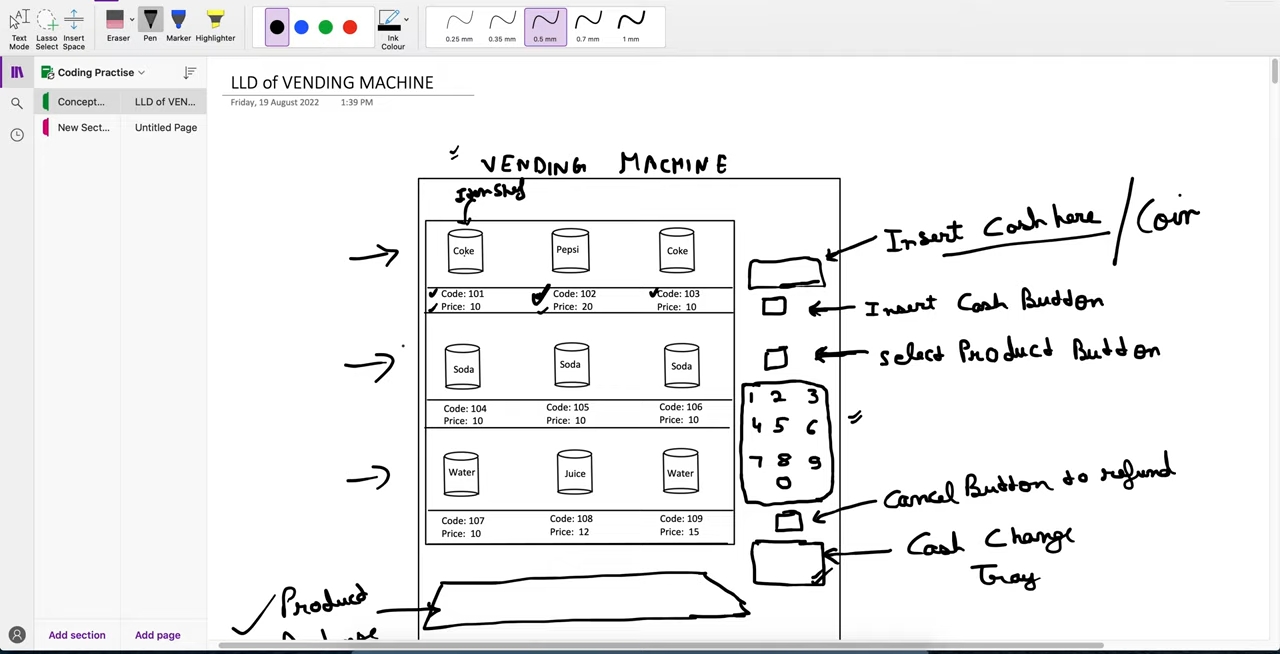 Text Mode
Lasso Select
Insert Space
Eraser
Pen
Marker
Highlighter
Ink Colour
0.25 mm
0.35 mm
0.5 mm
0.7 mm
1 mm
Coding Practise
Concept...
LLD of VEN...
New Sect...
Untitled Page
LLD of VENDING MACHINE
Friday, 19 August 2022 1:39 PM
VENDING MACHINE
Coke
Pepsi
Coke
Code: 101
Code: 102
Code: 103
Price: 10
Price: 20
Price: 10
Soda
Soda
Soda
Code: 104
Code: 105
Code: 106
Price: 10
Price: 10
Price: 10
Water
Juice
Water
Code: 107
Code: 108
Code: 109
Price: 10
Price: 12
Price: 15
Insert Cash here / Coin
Insert Cash Button
Select Product Button
1 2 3
4 5 6
7 8 9
0
Cancel Button to refund
Cash Change
Tray
Product
Add section
Add page